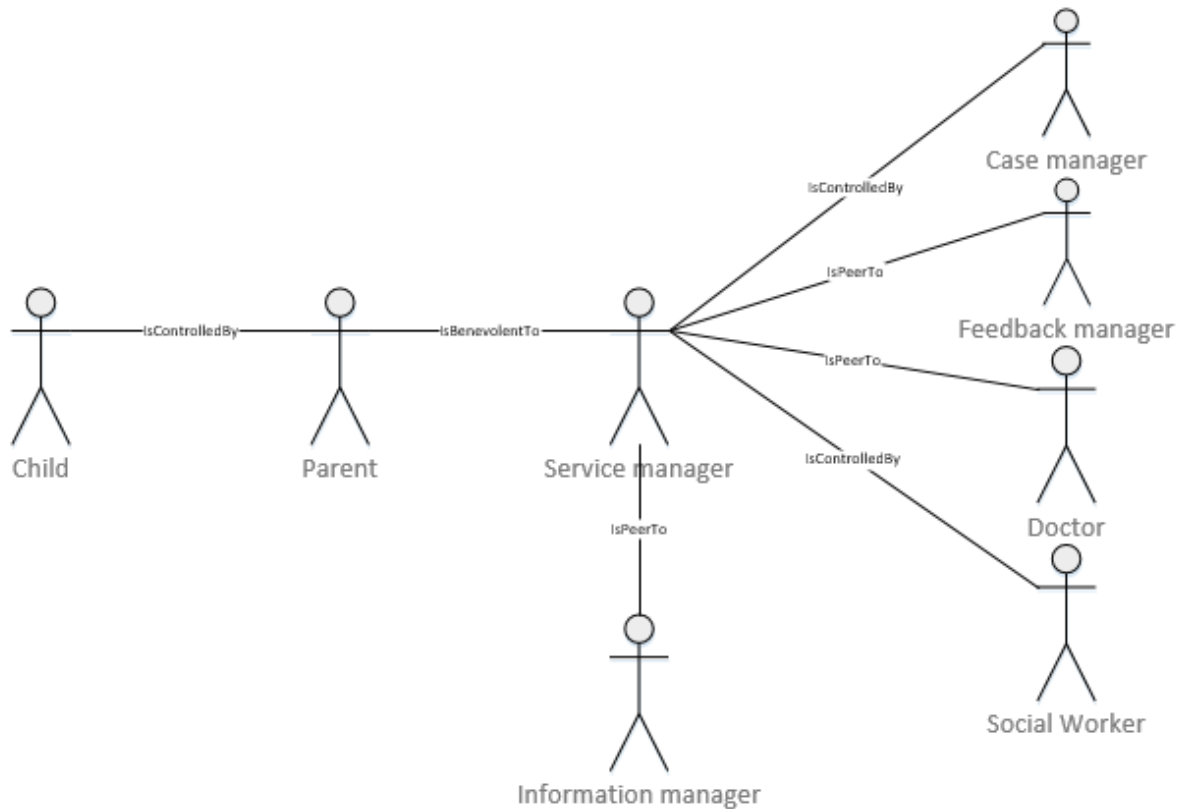 Case manager
IsControlledBy
IsPeerTo
Feedback manager
IsControlledBy
IsBenevolentTo
IsPeerTo
Child
Parent
Service manager
IsControlledBy
Doctor
IsPeerTo
Social Worker
Information manager